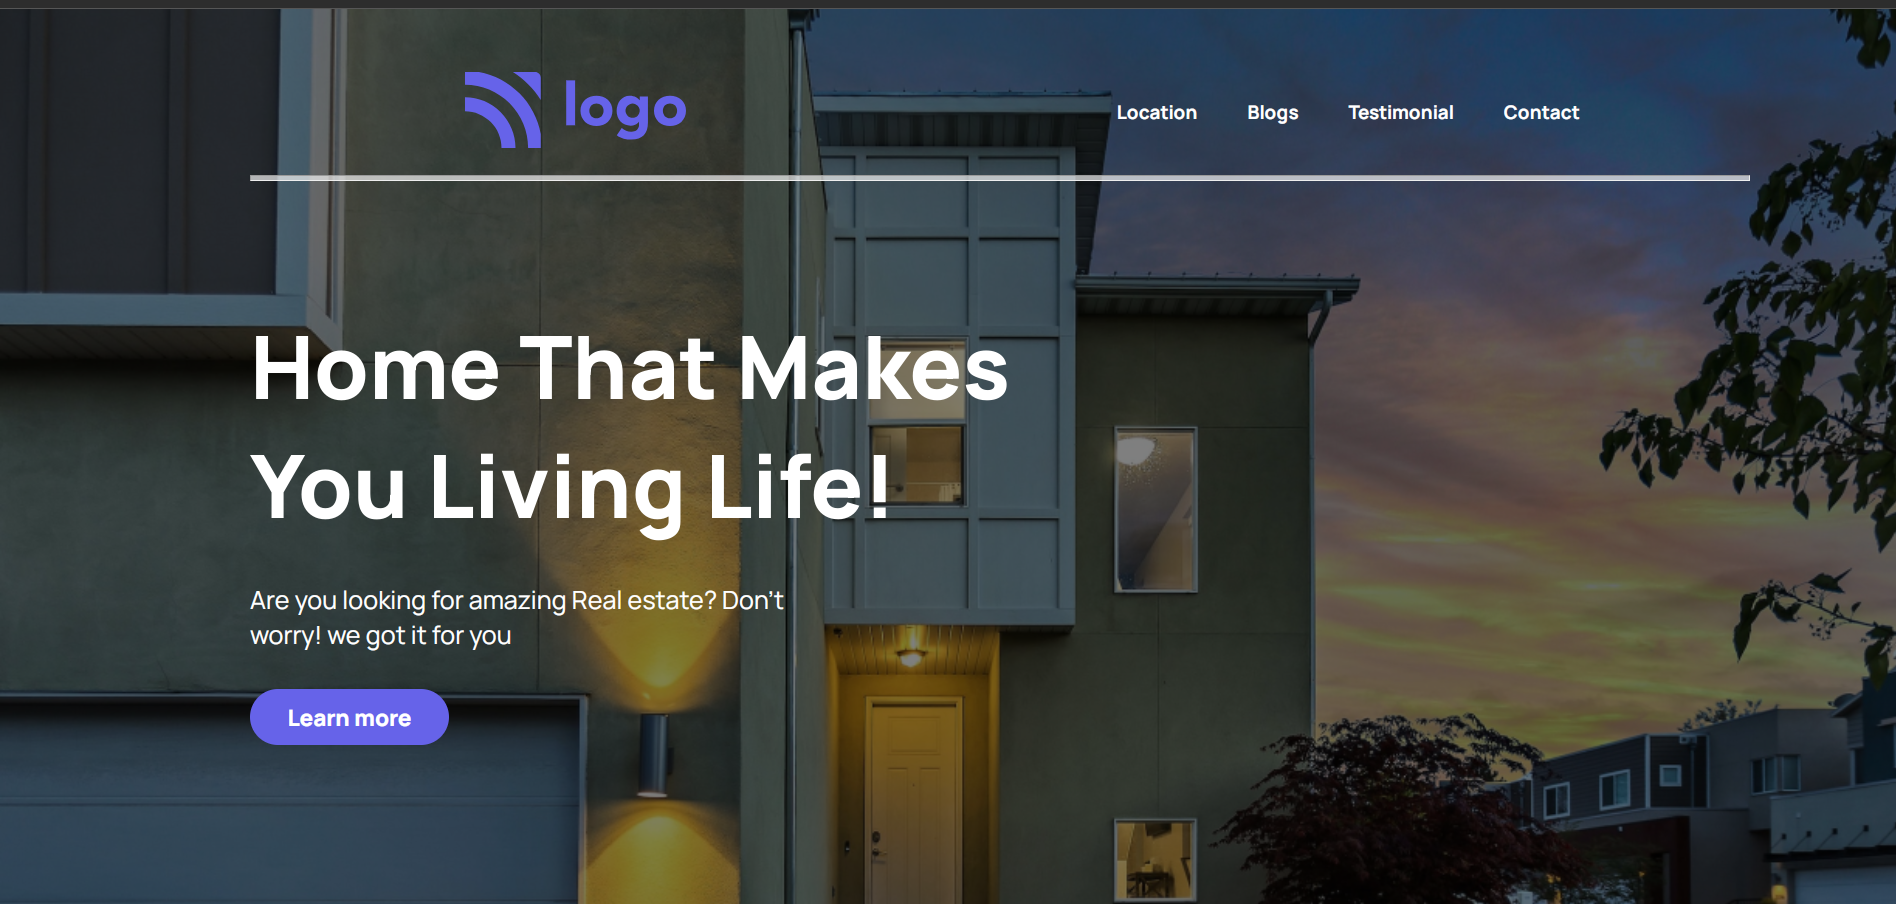 logo
Location Blogs Testimonial Contact
Home That Makes
You Living Life!
Are you looking for amazing Real estate? Don't
worry! we got it for you
Learn more